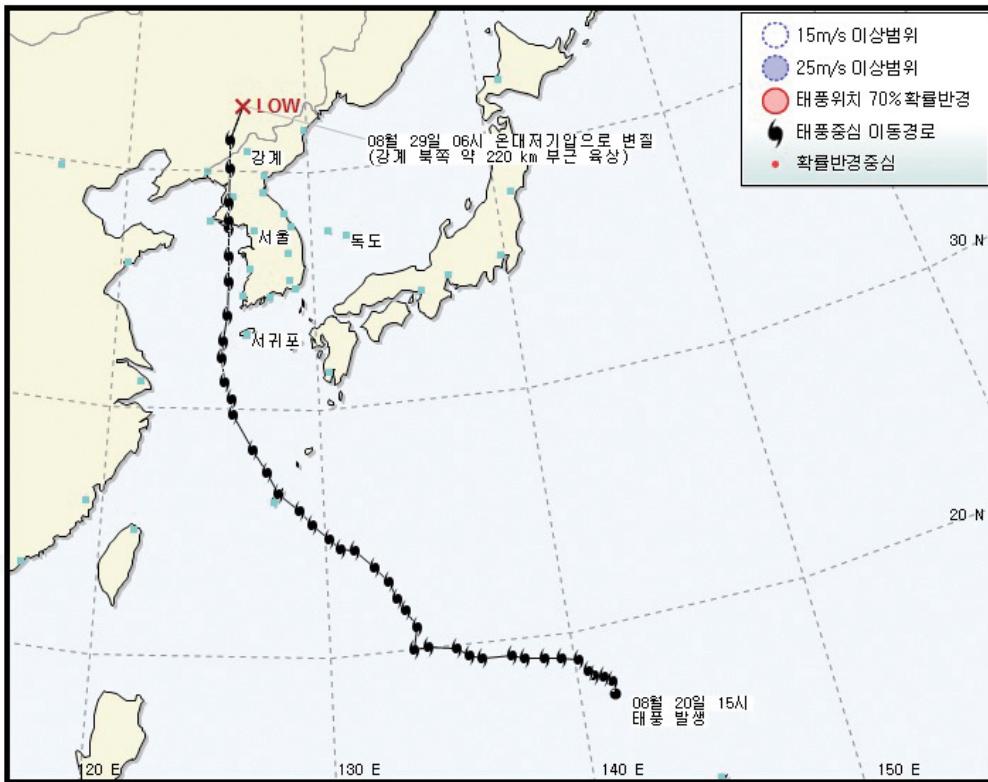 15m/s 이상범위
25m/s 이상범위
태풍위치 70%확률반경
태풍중심 이동경로
확률반경중심
LOW
08월 29일 06시 온대저기압으로 변질
(강계 북쪽 약 220 km 부근 육상)
강계
서울
독도
서귀포
30 N
20 N
08월 20일 15시
태풍 발생
120 E
130 E
140 E
150 E